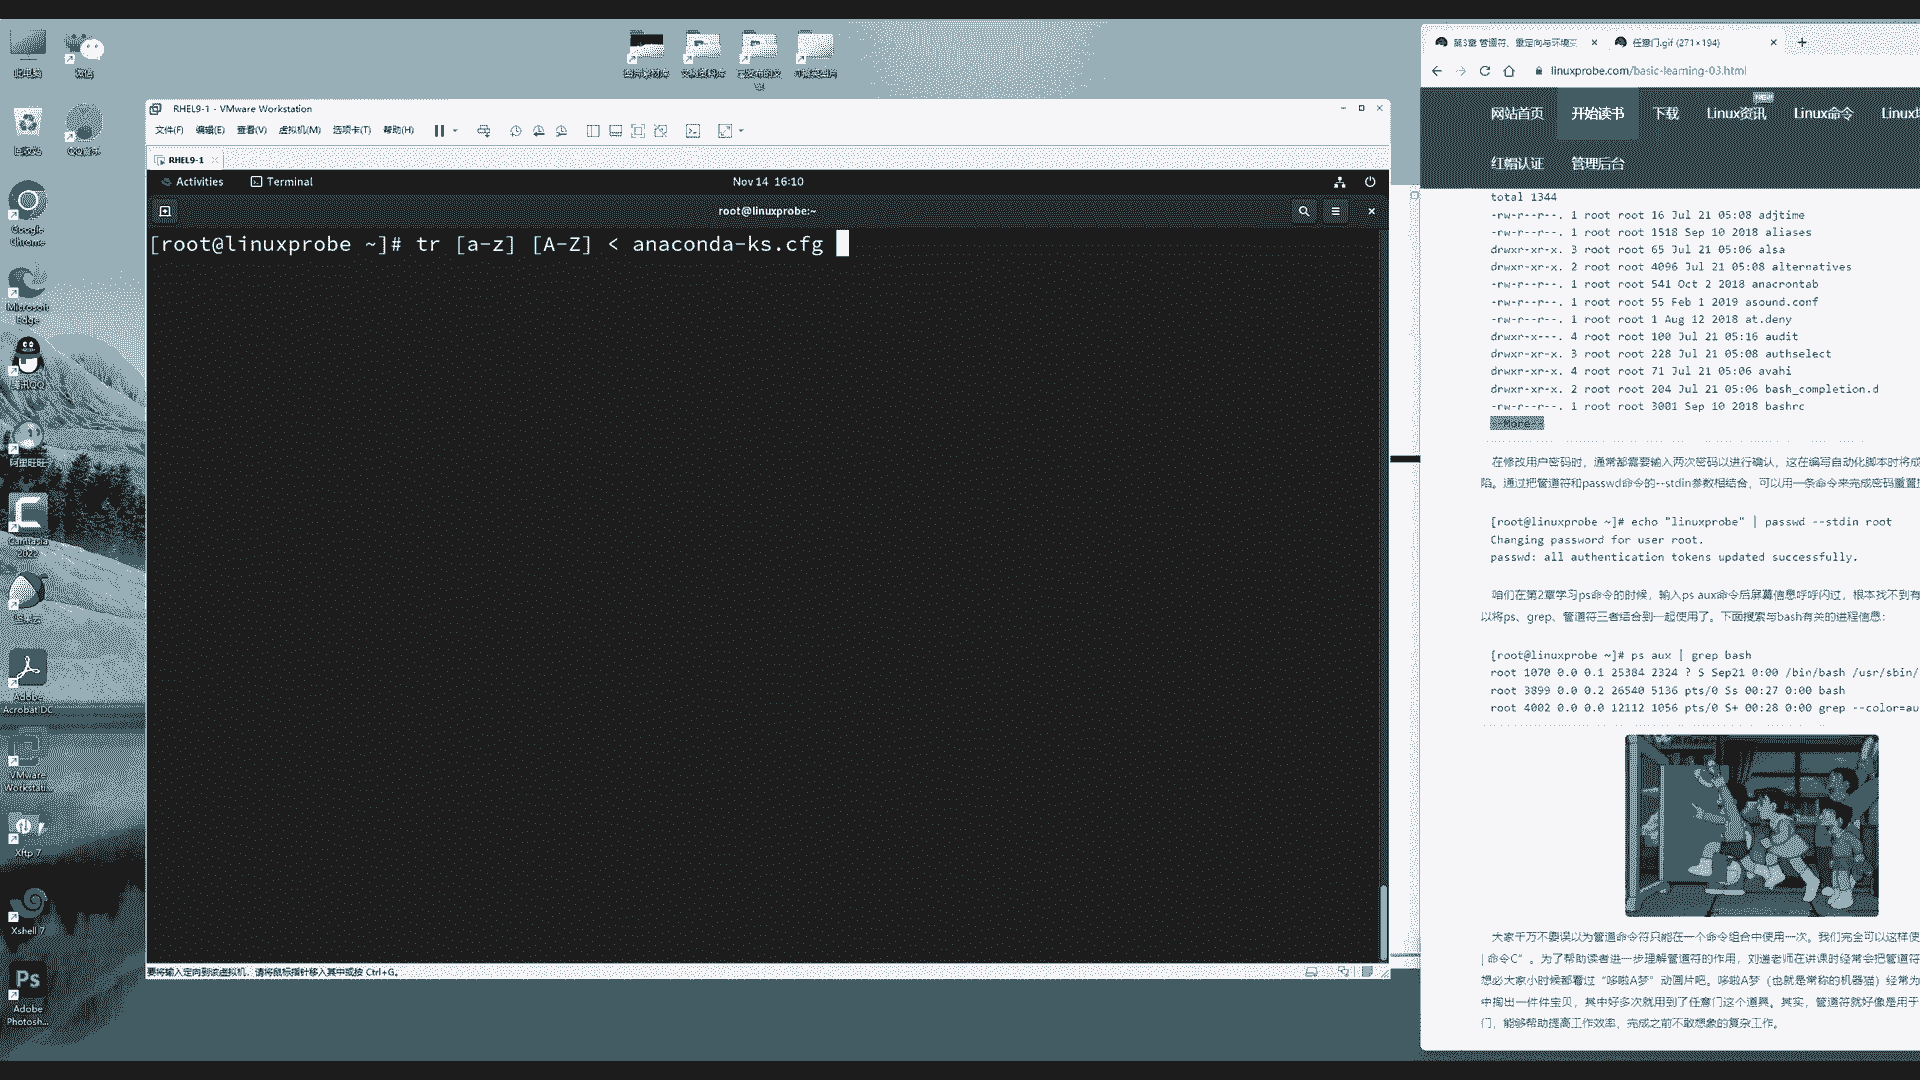 微信
回收站
QQ音乐
Google
Chrome
Microsoft
Edge
腾讯QQ
阿里旺旺
Camtasia
2022
Adobe
Acrobat DC
VMware
Workstati...
Xftp 7
Xshell 7
Adobe
Photosh...
RHEL9-1 - VMware Workstation
文件(F) 编辑(E) 查看(V) 虚拟机(M) 选项卡(T) 帮助(H)
RHEL9-1
Activities Terminal Nov 14 16:10
root@linuxprobe:~
[root@linuxprobe ~]# tr [a-z] [A-Z] < anaconda-ks.cfg
要将输入定向到该虚拟机，请将鼠标指针移入其中或按 Ctrl+G。
第3章 管道符、重定向与环境变 任意门.gif (271×194)
linuxprobe.com/basic-learning-03.html
网站首页 开始读书 下载 Linux资讯 Linux命令
NEW
红帽认证 管理后台
total 1344
-rw-r--r--. 1 root root 16 Jul 21 05:08 adjtime
-rw-r--r--. 1 root root 1518 Sep 10 2018 aliases
drwxr-xr-x. 3 root root 65 Jul 21 05:06 alsa
drwxr-xr-x. 2 root root 4096 Jul 21 05:08 alternatives
-rw-r--r--. 1 root root 541 Oct 2 2018 anacrontab
-rw-r--r--. 1 root root 55 Feb 1 2019 asound.conf
-rw-r--r--. 1 root root 1 Aug 12 2018 at.deny
drwxr-x---. 4 root root 100 Jul 21 05:16 audit
drwxr-xr-x. 3 root root 228 Jul 21 05:08 authselect
drwxr-xr-x. 4 root root 71 Jul 21 05:06 avahi
drwxr-xr-x. 2 root root 204 Jul 21 05:06 bash_completion.d
-rw-r--r--. 1 root root 3001 Sep 10 2018 bashrc
--More--
在修改用户密码时，通常都需要输入两次密码以进行确认，这在编写自动化脚本时将成
陷。通过把管道符和passwd命令的--stdin参数相结合，可以用一条命令来完成密码重置
[root@linuxprobe ~]# echo "linuxprobe" | passwd --stdin root
Changing password for user root.
passwd: all authentication tokens updated successfully.
咱们在第2章学习ps命令的时候，输入ps aux命令后屏幕信息呼呼闪过，根本找不到有
以将ps、grep、管道符三者结合到一起使用了。下面搜索与bash有关的进程信息：
[root@linuxprobe ~]# ps aux | grep bash
root 1070 0.0 0.1 25384 2324 ? S Sep21 0:00 /bin/bash /usr/sbin/
root 3899 0.0 0.2 26540 5136 pts/0 Ss 00:27 0:00 bash
root 4002 0.0 0.0 12112 1056 pts/0 S+ 00:28 0:00 grep --color=au
大家千万不要误以为管道命令符只能在一个命令组合中使用一次。我们完全可以这样使
| 命令C”。为了帮助读者进一步理解管道符的作用，刘遄老师在讲课时经常会把管道符
想必大家小时候都看过“哆啦A梦”动画片吧。哆啦A梦（也就是常称的机器猫）经常为
中掏出一件件宝贝，其中好多次就用到了任意门这个道具。其实，管道符就好像是用于
门，能够帮助提高工作效率，完成之前不敢想象的复杂工作。